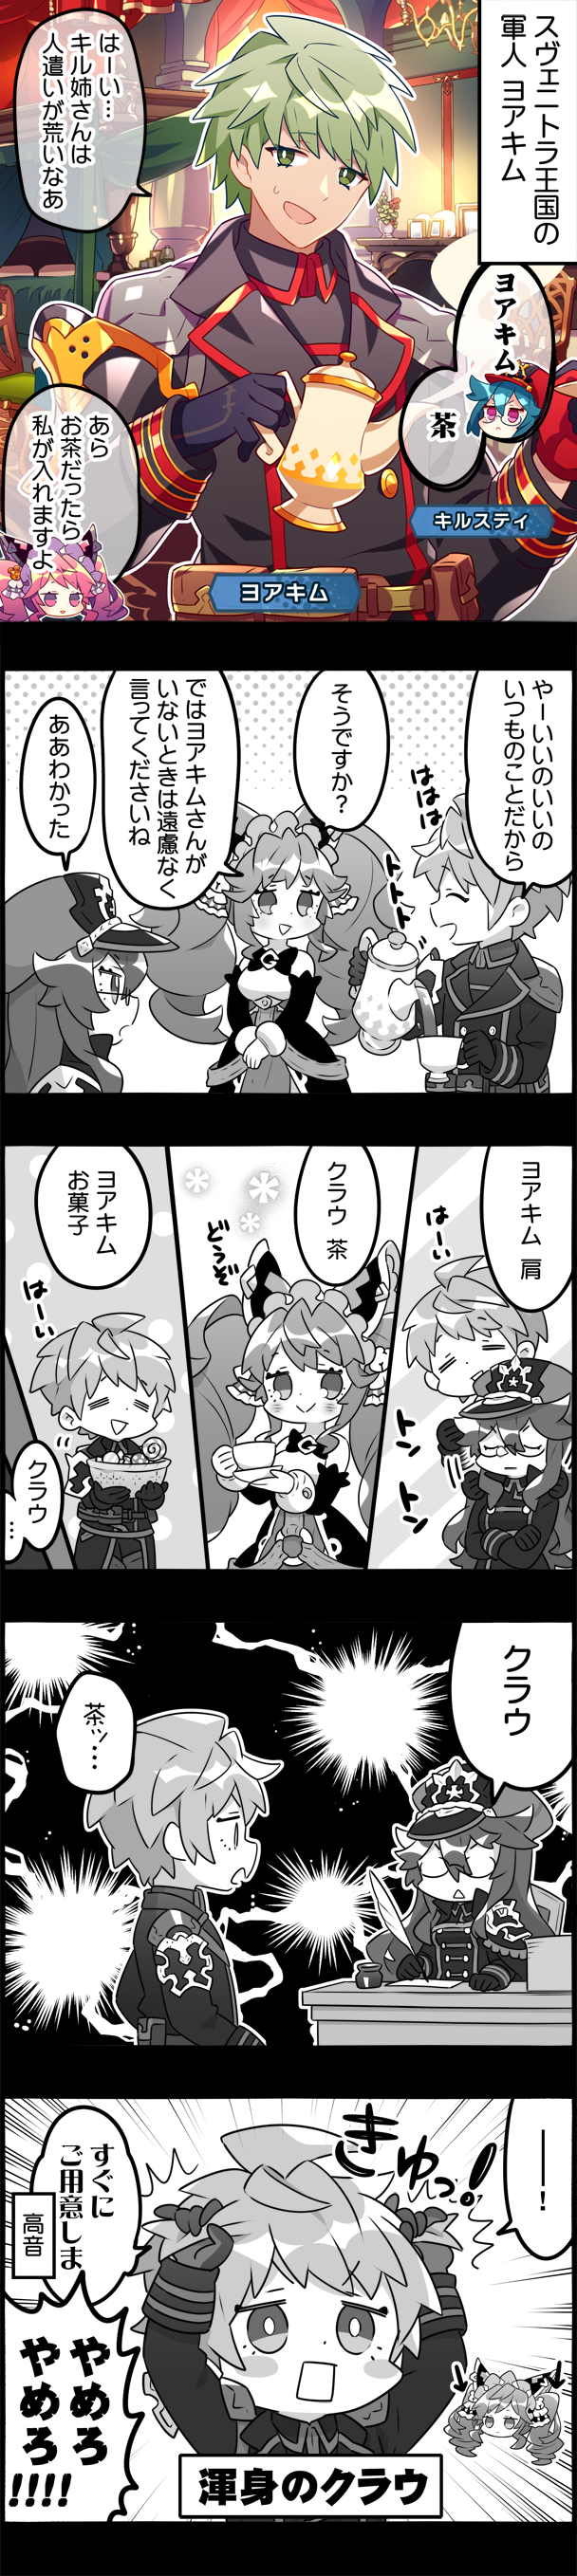 スヴェニトラ王国の
軍人 ヨアキム
ヨアキム
茶
キルスティ
はーい…
キル姉さんは
人遣いが荒いなあ
あら
お茶だったら
私が入れますよ
ヨアキム
やーいいのいいの
いつものことだから
ははは
トトトト
そうですか?
ではヨアキムさんが
いないときは遠慮なく
言ってくださいね
ああわかった
ヨアキム 肩
はーい
トン
トン
クラウ 茶
どうぞ
ヨアキム
お菓子
はーい
クラウ
…
クラウ
茶ッ…
――!
きゅっ!
すぐに
ご用意しま
高音
やめろ
やめろ
!!!!
渾身のクラウ